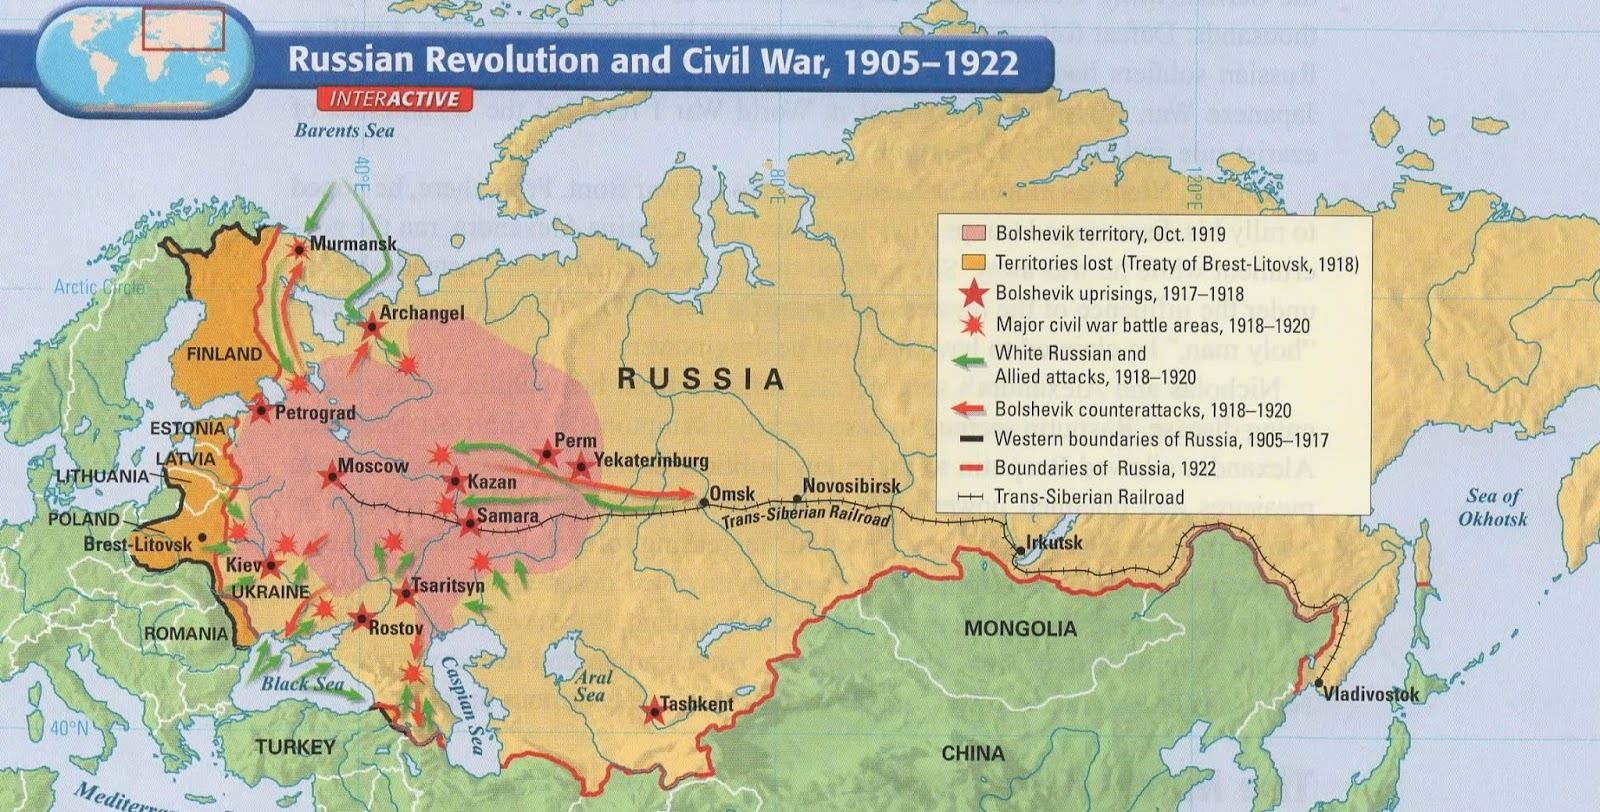 Russian Revolution and Civil War, 1905–1922
INTERACTIVE
Barents Sea
40°E
80°E
120°E
Murmansk
Arctic Circle
Archangel
FINLAND
RUSSIA
Petrograd
ESTONIA
LATVIA
LITHUANIA
Moscow
Perm
Yekaterinburg
Kazan
Omsk
Novosibirsk
POLAND
Samara
Trans-Siberian Railroad
Brest-Litovsk
Irkutsk
Kiev
UKRAINE
Tsaritsyn
ROMANIA
Rostov
MONGOLIA
Black Sea
Caspian Sea
Aral
Sea
Tashkent
Vladivostok
40°N
TURKEY
CHINA
Sea of
Okhotsk
Bolshevik territory, Oct. 1919
Territories lost (Treaty of Brest-Litovsk, 1918)
Bolshevik uprisings, 1917–1918
Major civil war battle areas, 1918–1920
White Russian and
Allied attacks, 1918–1920
Bolshevik counterattacks, 1918–1920
Western boundaries of Russia, 1905–1917
Boundaries of Russia, 1922
Trans-Siberian Railroad